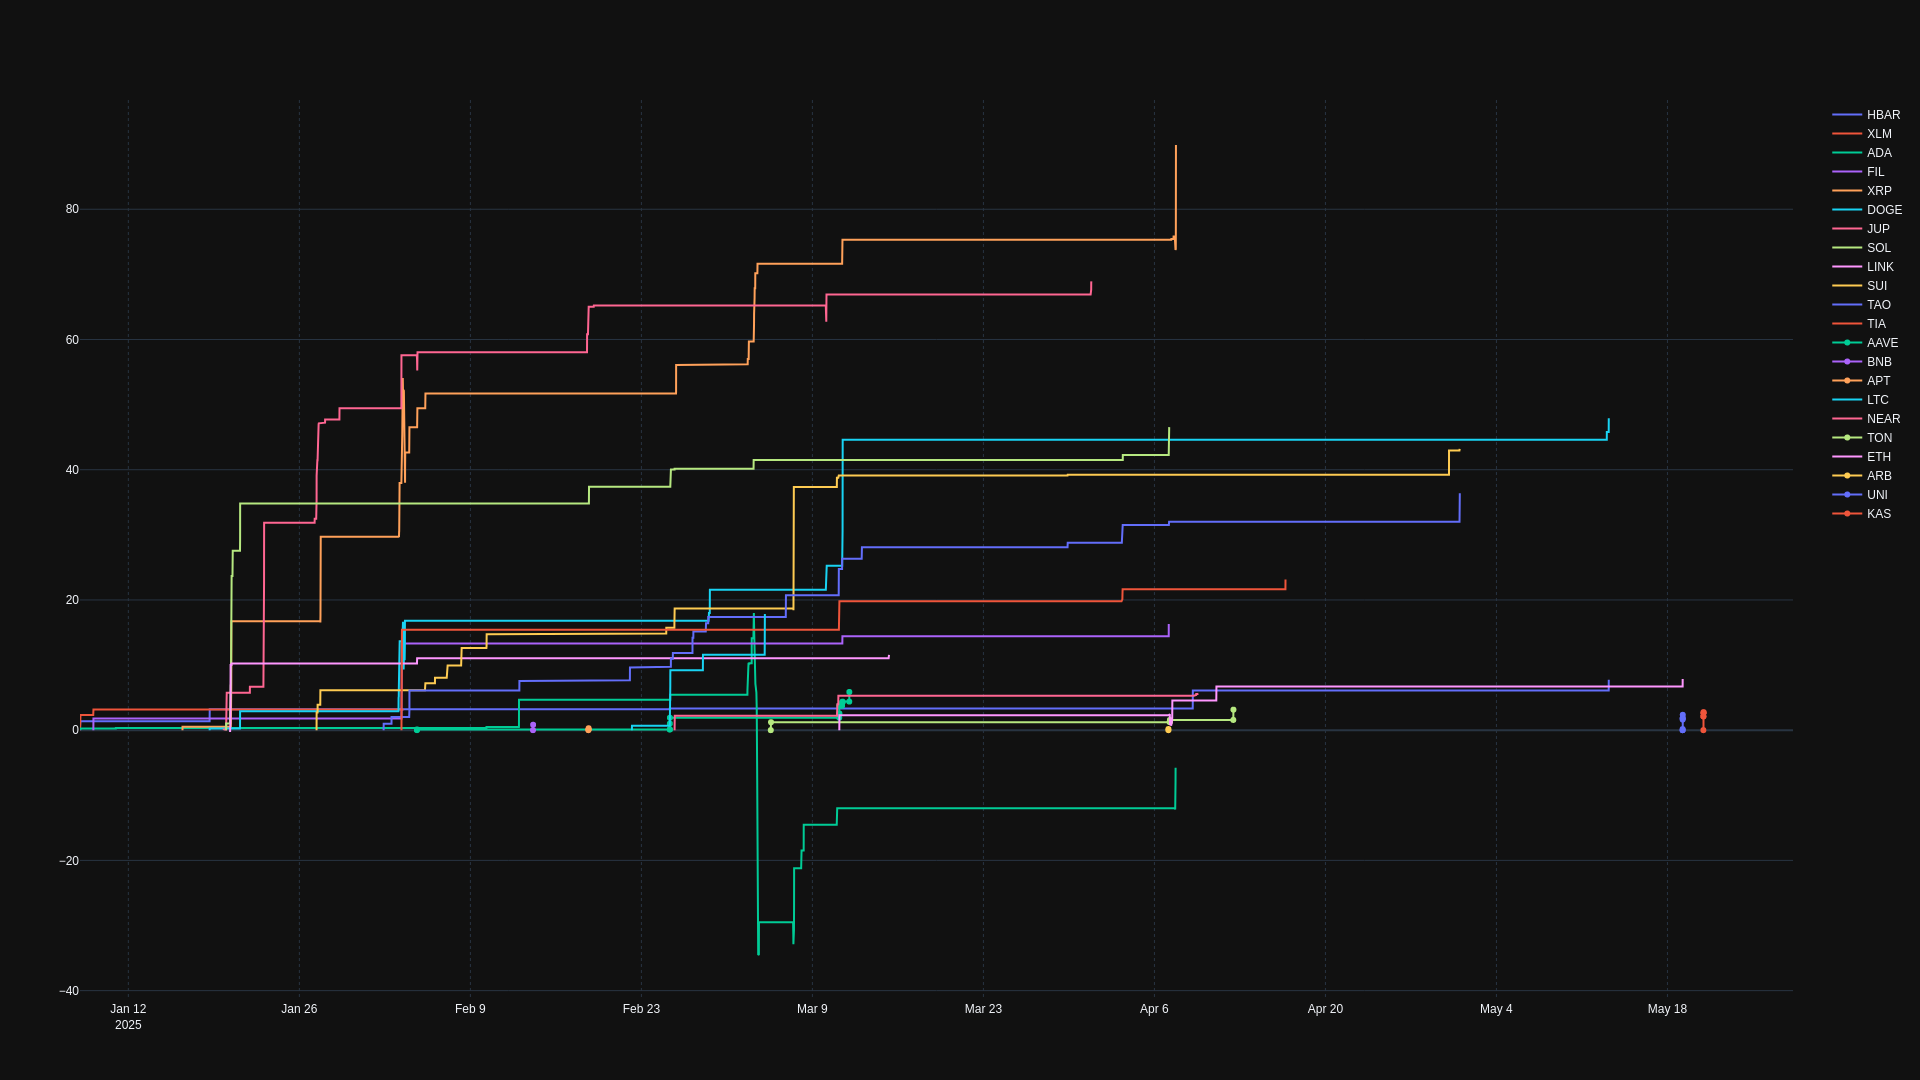 80
60
40
20
0
−20
−40
Jan 12
2025
Jan 26
Feb 9
Feb 23
Mar 9
Mar 23
Apr 6
Apr 20
May 4
May 18
HBAR
XLM
ADA
FIL
XRP
DOGE
JUP
SOL
LINK
SUI
TAO
TIA
AAVE
BNB
APT
LTC
NEAR
TON
ETH
ARB
UNI
KAS